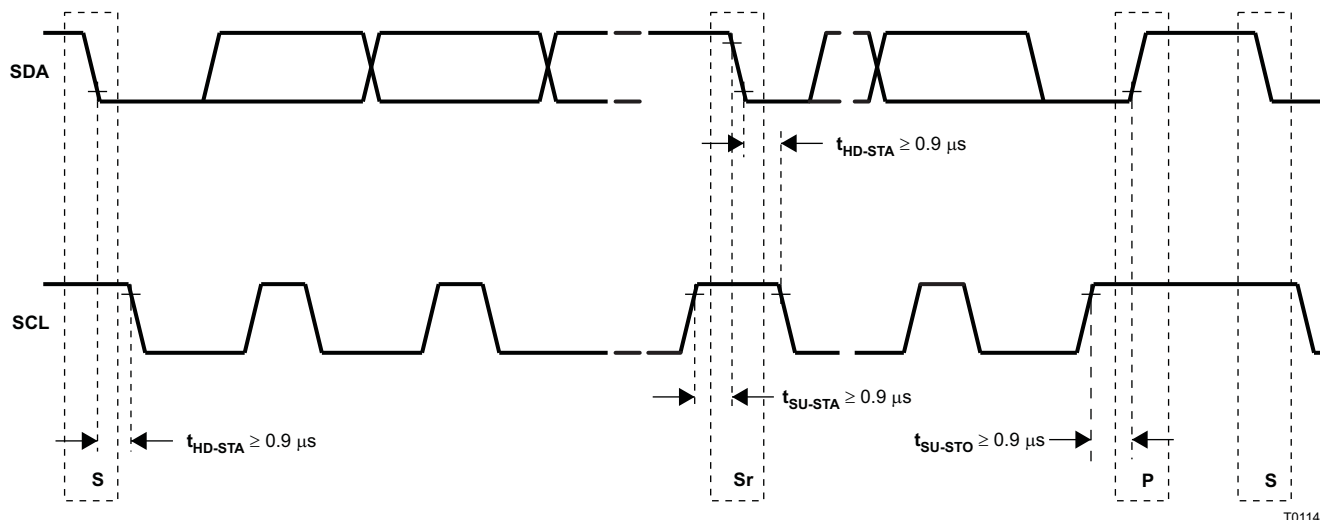 SDA
t_HD-STA ≥ 0.9 μs
SCL
t_SU-STA ≥ 0.9 μs
t_HD-STA ≥ 0.9 μs
t_SU-STO ≥ 0.9 μs
S
Sr
P
S
T0114